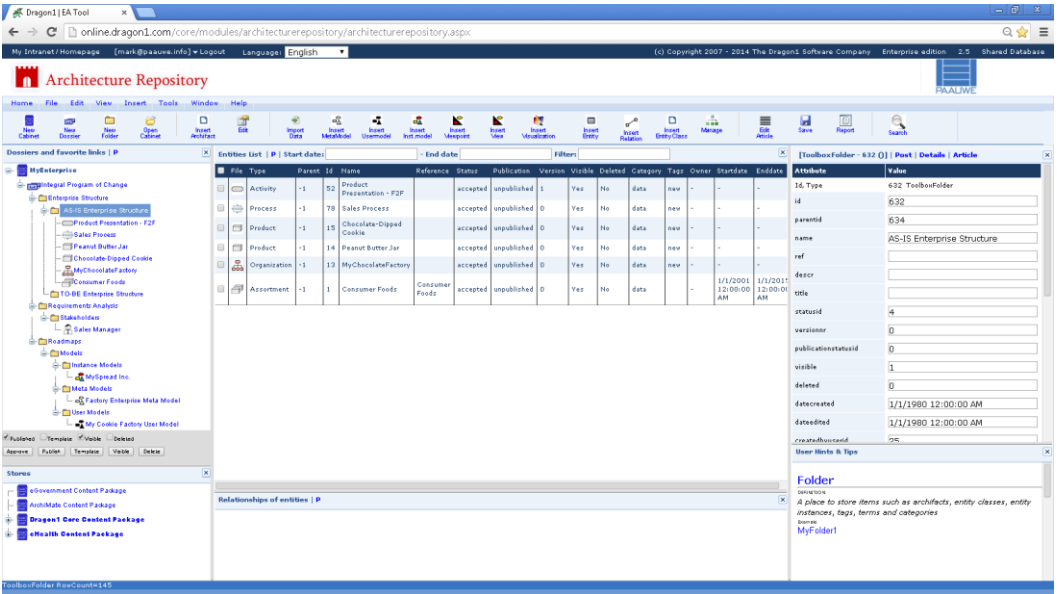 Dragon1 | EA Tool
online.dragon1.com/core/modules/architecturerepository/architecturerepository.aspx
My Intranet / Homepage [mark@paauwe.info] Logout Language: English (c) Copyright 2007 - 2014 The Dragon1 Software Company Enterprise edition 2.5 Shared Database
Architecture Repository
PAAUWE
Home File Edit View Insert Tools Window Help
New Cabinet New Dossier New Folder Open Cabinet Insert Architect Edit Import Data Insert MetaModel Insert Usermodel Insert Inst.model Insert Viewpoint Insert View Insert Visualization Insert Entity Insert Relation Insert Entity Class Manage Edit Article Save Report Search
Dossiers and favorite links | P
MyEnterprise
Integral Program of Change
Enterprise Structure
AS-IS Enterprise Structure
Product Presentation - F2F
Sales Process
Peanut Butter Jar
Chocolate-Dipped Cookie
MyChocolateFactory
Consumer Foods
TO-BE Enterprise Structure
Requirements Analysis
Stakeholders
Sales Manager
Roadmaps
Models
Instance Models
MySpread Inc.
Meta Models
Factory Enterprise Meta Model
User Models
My Cookie Factory User Model
Published Template Visible Deleted
Approve Publish Template Visible Delete
Stores
eGovernment Content Package
ArchiMate Content Package
Dragon1 Core Content Package
eHealth Content Package
Entities List | P | Start date: - End date Filter:
File Type Parent Id Name Reference Status Publication Version Visible Deleted Category Tags Owner Startdate Enddate
Activity -1 52 Product Presentation - F2F accepted unpublished 1 Yes No data new - - -
Process -1 78 Sales Process accepted unpublished 0 Yes No data new - - -
Product -1 15 Chocolate-Dipped Cookie accepted unpublished 0 Yes No data new - - -
Product -1 14 Peanut Butter Jar accepted unpublished 0 Yes No data new - - -
Organization -1 13 MyChocolateFactory accepted unpublished 0 Yes No data new - - -
Assortment -1 1 Consumer Foods Consumer Foods accepted unpublished 0 Yes No data - 1/1/2001 12:00:00 AM 1/1/201 12:00:0 AM
Relationships of entities | P
[ToolboxFolder - 632 ()] | Post | Details | Article
Attribute Value
Id, Type 632 ToolboxFolder
id 632
parentid 634
name AS-IS Enterprise Structure
ref
descr
title
statusid 4
versionnr 0
publicationstatusid 0
visible 1
deleted 0
datecreated 1/1/1980 12:00:00 AM
dateedited 1/1/1980 12:00:00 AM
createdbyuserid 25
User Hints & Tips
Folder
DEFINITION
A place to store items such as archifacts, entity classes, entity
instances, tags, terms and categories
Example
MyFolder1
ToolboxFolder RowCount=145